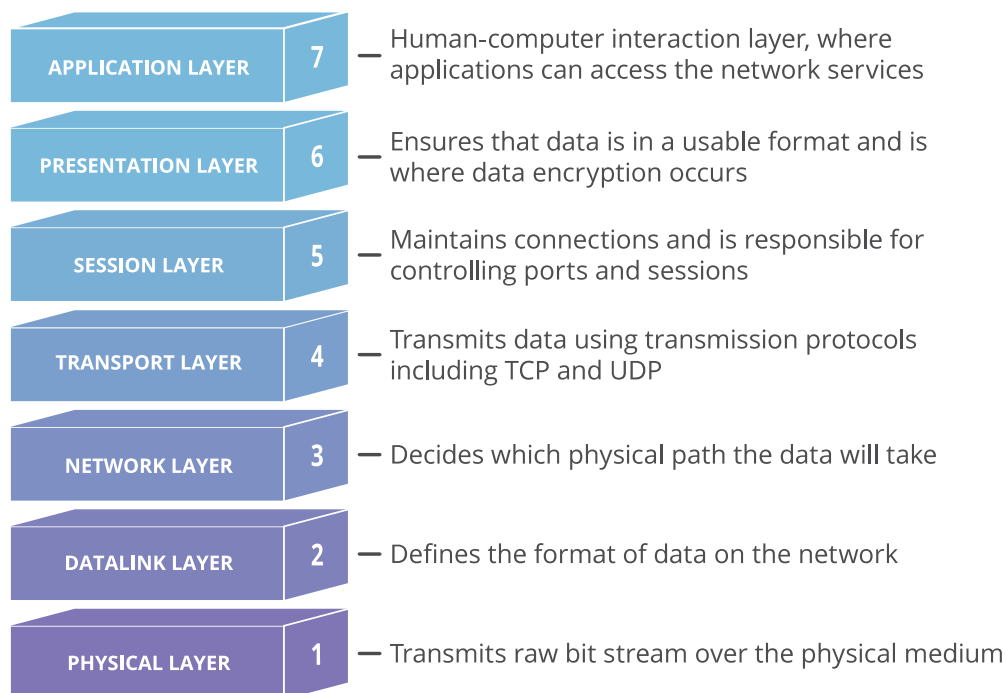 APPLICATION LAYER
7
Human-computer interaction layer, where
applications can access the network services
PRESENTATION LAYER
6
Ensures that data is in a usable format and is
where data encryption occurs
SESSION LAYER
5
Maintains connections and is responsible for
controlling ports and sessions
TRANSPORT LAYER
4
Transmits data using transmission protocols
including TCP and UDP
NETWORK LAYER
3
Decides which physical path the data will take
DATALINK LAYER
2
Defines the format of data on the network
PHYSICAL LAYER
1
Transmits raw bit stream over the physical medium